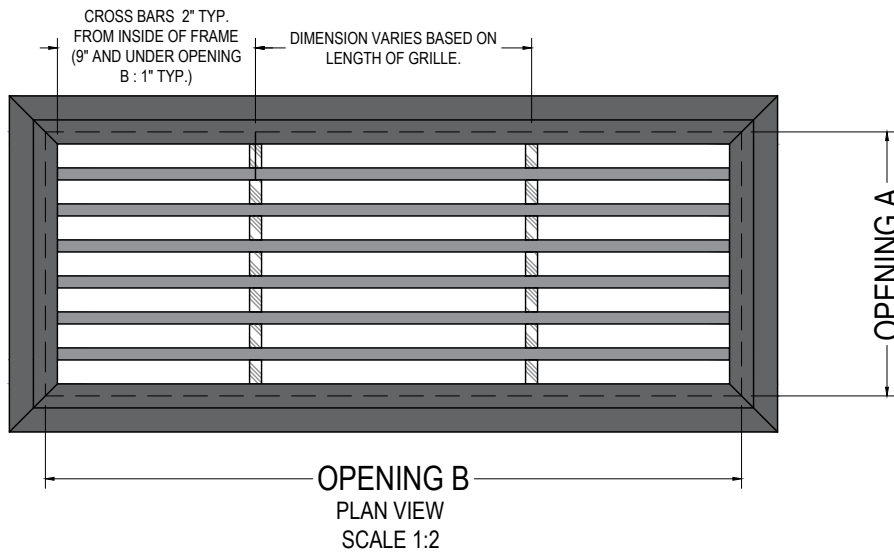 CROSS BARS 2" TYP.
FROM INSIDE OF FRAME
(9" AND UNDER OPENING
B : 1" TYP.)
DIMENSION VARIES BASED ON
LENGTH OF GRILLE.
OPENING A
OPENING B
PLAN VIEW
SCALE 1:2